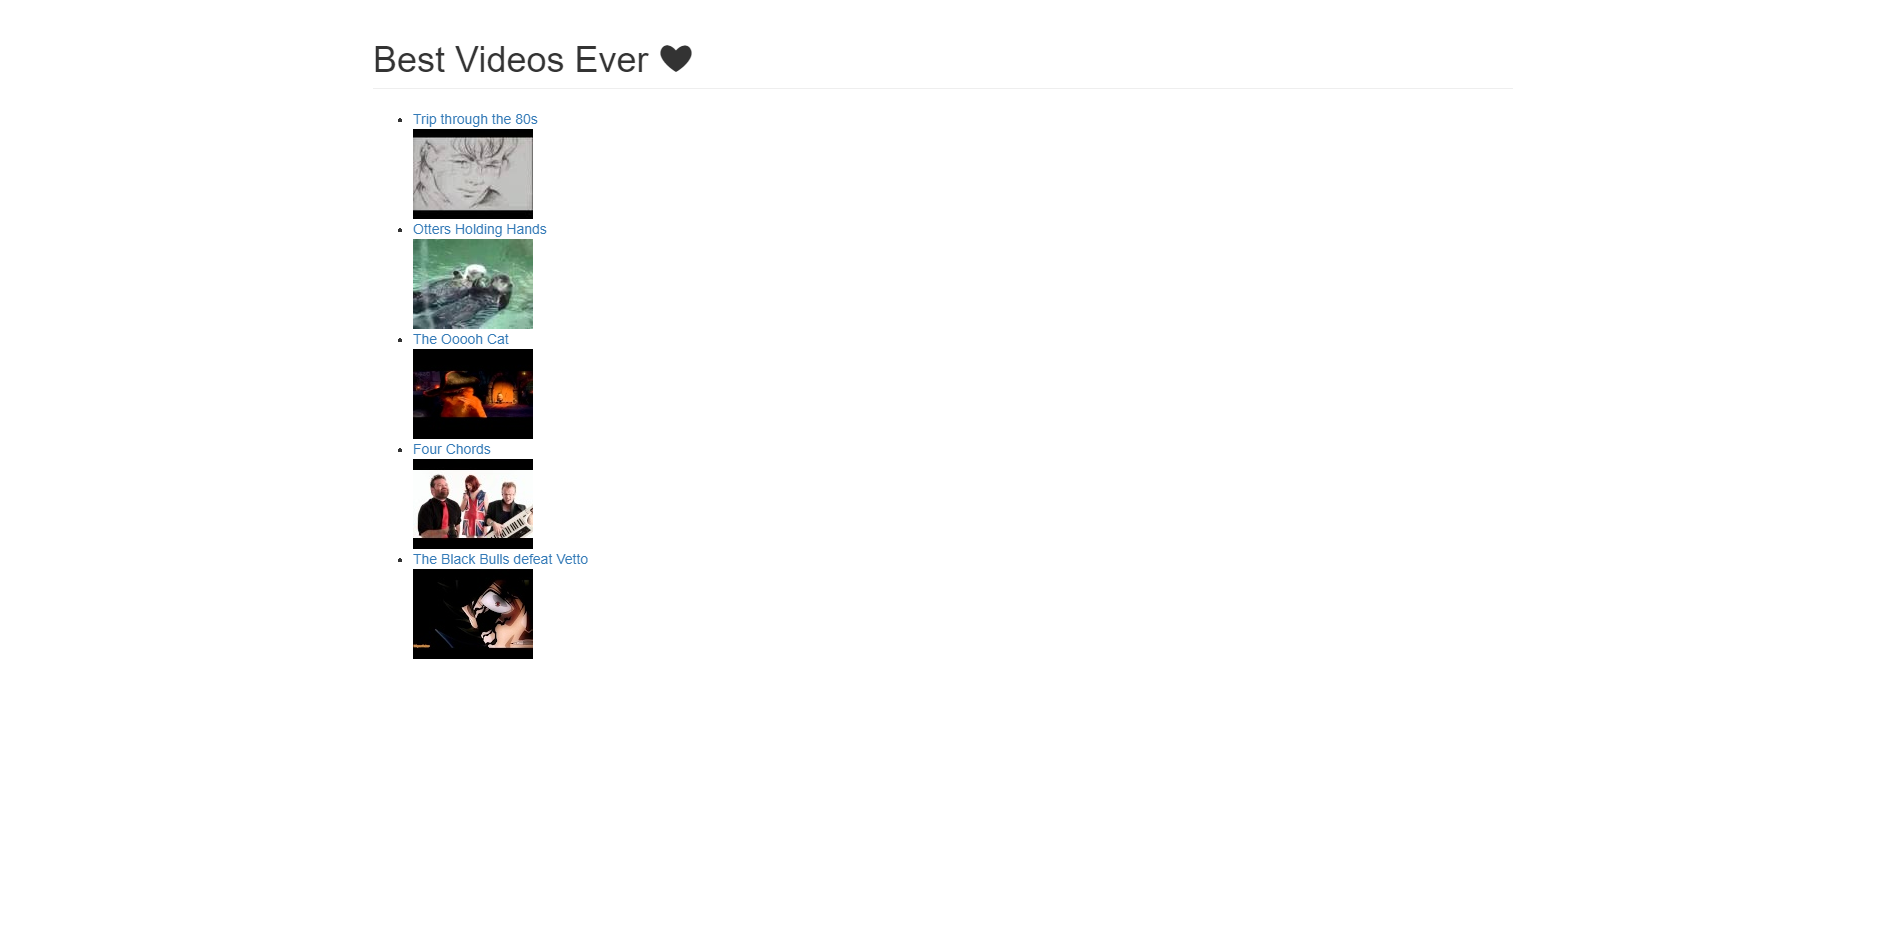 Best Videos Ever ♥
Trip through the 80s
Otters Holding Hands
The Ooooh Cat
Four Chords
The Black Bulls defeat Vetto